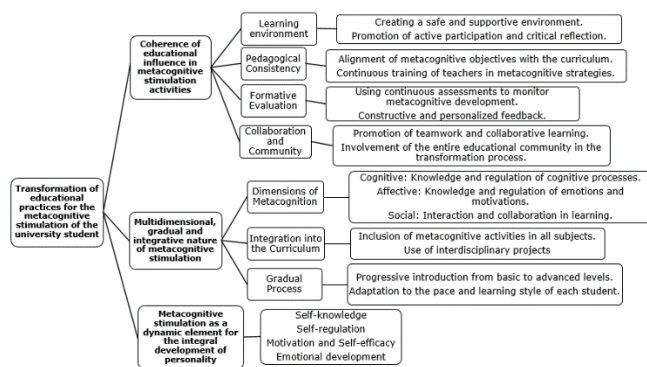 Transformation of
educational
practices for the
metacognitive
stimulation of the
university student
Coherence of
educational
influence in
metacognitive
stimulation
activities
Learning
environment
Creating a safe and supportive environment.
Promotion of active participation and critical reflection.
Pedagogical
Consistency
Alignment of metacognitive objectives with the curriculum.
Continuous training of teachers in metacognitive strategies.
Formative
Evaluation
Using continuous assessments to monitor
metacognitive development.
Constructive and personalized feedback.
Collaboration
and
Community
Promotion of teamwork and collaborative learning.
Involvement of the entire educational community in the
transformation process.
Multidimensional,
gradual and
integrative nature of
metacognitive
stimulation
Dimensions of
Metacognition
Cognitive: Knowledge and regulation of cognitive processes.
Affective: Knowledge and regulation of emotions and
motivations.
Social: Interaction and collaboration in learning.
Integration into
the Curriculum
Inclusion of metacognitive activities in all subjects.
Use of interdisciplinary projects
Gradual
Process
Progressive introduction from basic to advanced levels.
Adaptation to the pace and learning style of each student.
Metacognitive
stimulation as a
dynamic element for
the integral
development of
personality
Self-knowledge
Self-regulation
Motivation and Self-efficacy
Emotional development